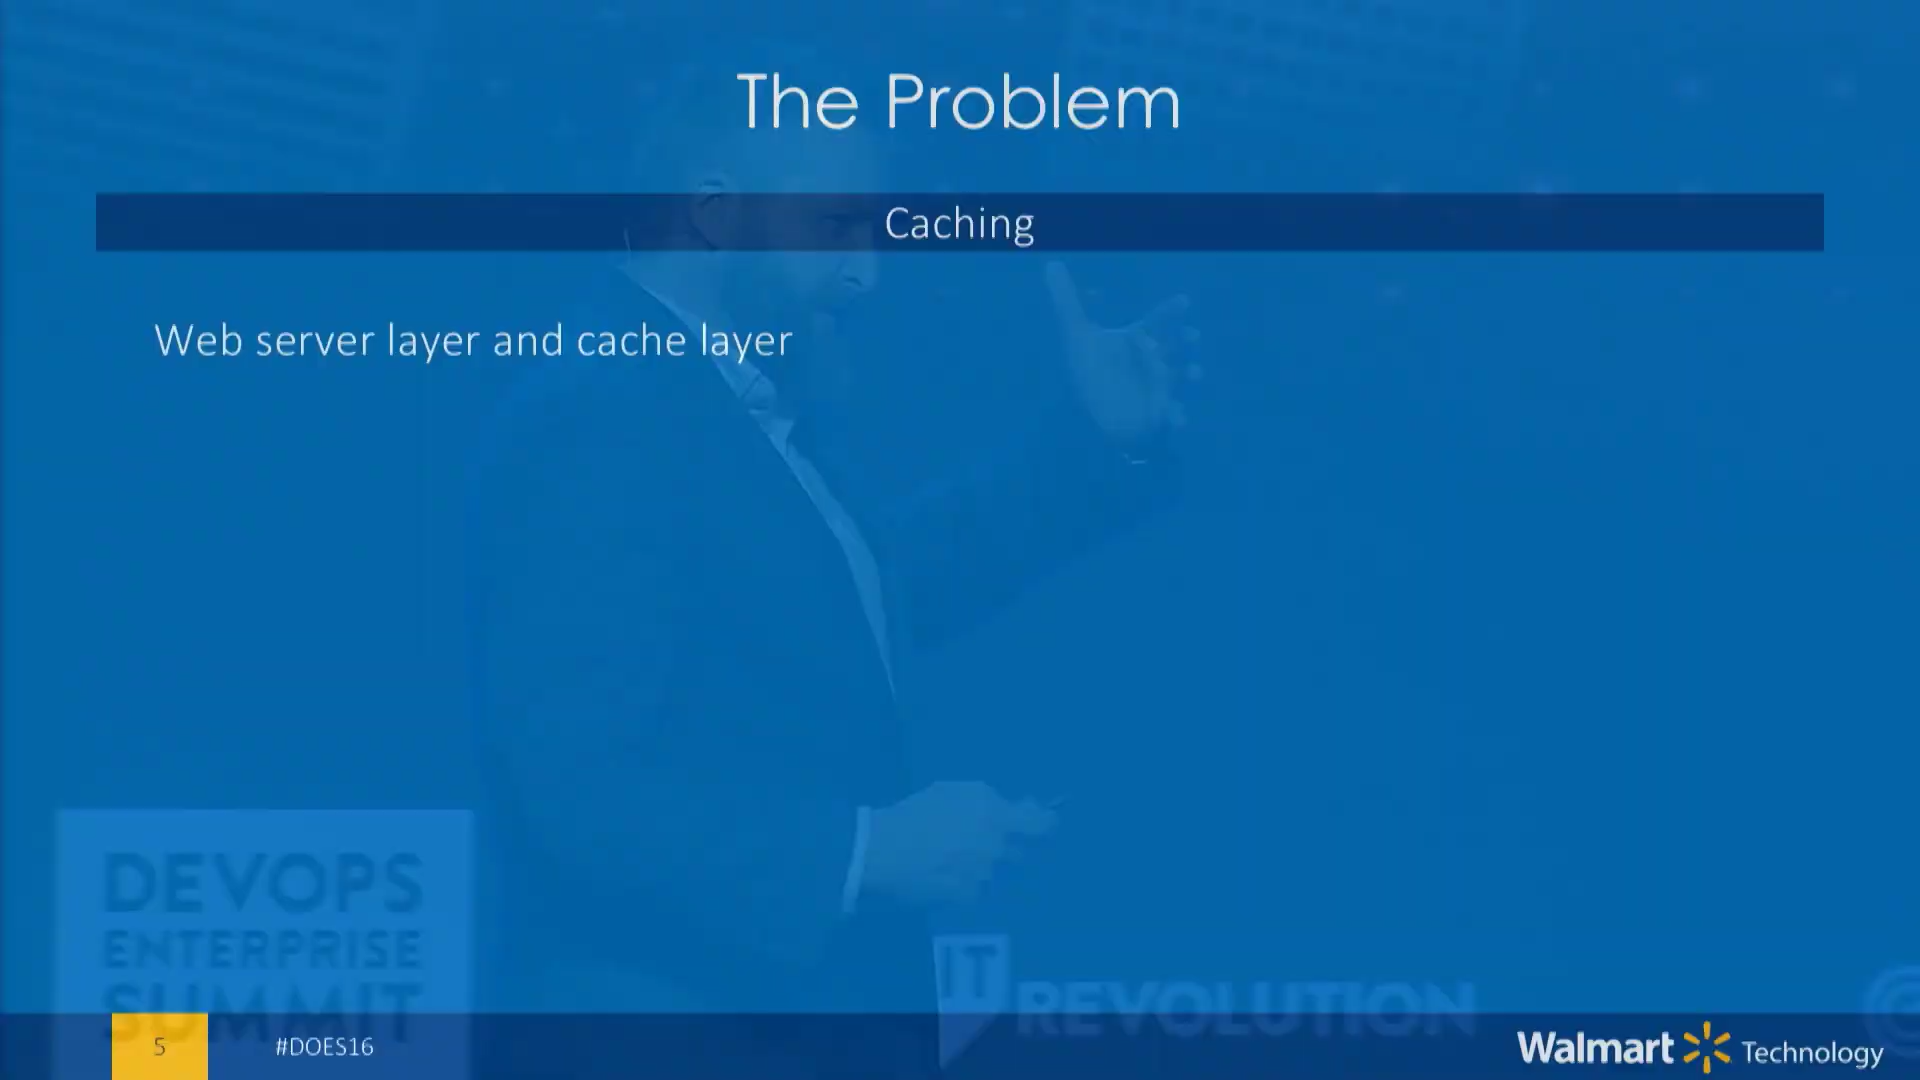 The Problem
Caching
Web server layer and cache layer
DEVOPS
ENTERPRISE
SUMMIT
IT REVOLUTION
@
5
#DOES16
Walmart Technology